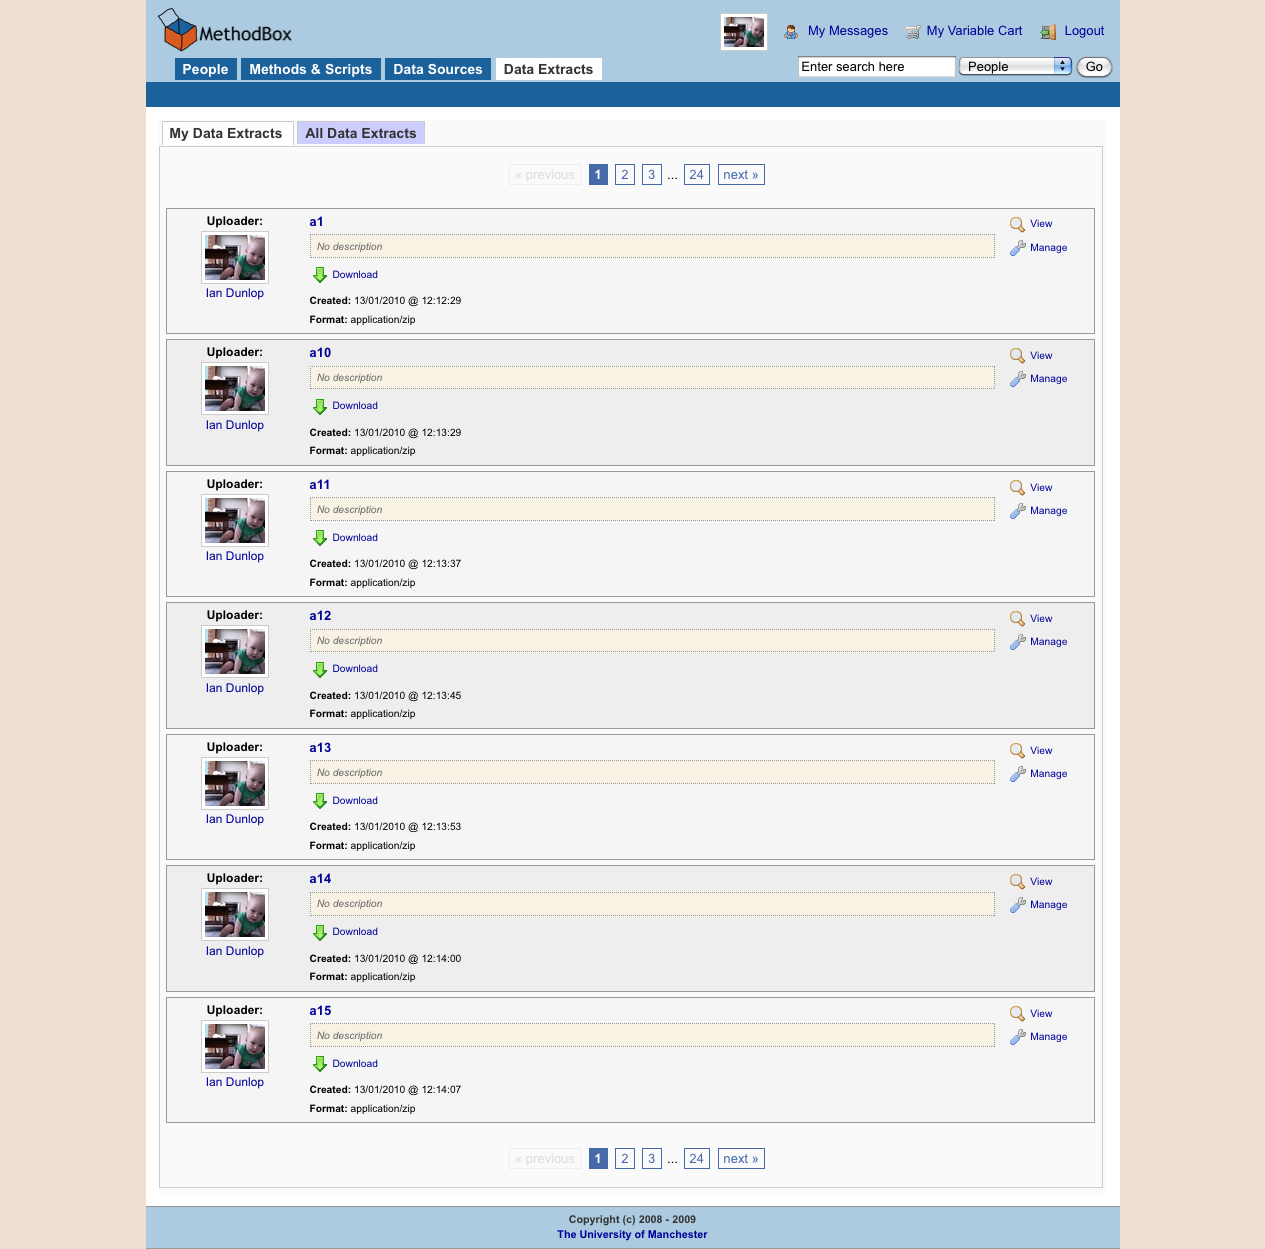 MethodBox
My Messages My Variable Cart Logout
People Methods & Scripts Data Sources Data Extracts Enter search here People Go
My Data Extracts All Data Extracts
« previous 1 2 3 ... 24 next »
Uploader: a1 View
No description Manage
Download
Ian Dunlop
Created: 13/01/2010 @ 12:12:29
Format: application/zip
Uploader: a10 View
No description Manage
Download
Ian Dunlop
Created: 13/01/2010 @ 12:13:29
Format: application/zip
Uploader: a11 View
No description Manage
Download
Ian Dunlop
Created: 13/01/2010 @ 12:13:37
Format: application/zip
Uploader: a12 View
No description Manage
Download
Ian Dunlop
Created: 13/01/2010 @ 12:13:45
Format: application/zip
Uploader: a13 View
No description Manage
Download
Ian Dunlop
Created: 13/01/2010 @ 12:13:53
Format: application/zip
Uploader: a14 View
No description Manage
Download
Ian Dunlop
Created: 13/01/2010 @ 12:14:00
Format: application/zip
Uploader: a15 View
No description Manage
Download
Ian Dunlop
Created: 13/01/2010 @ 12:14:07
Format: application/zip
« previous 1 2 3 ... 24 next »
Copyright (c) 2008 - 2009
The University of Manchester